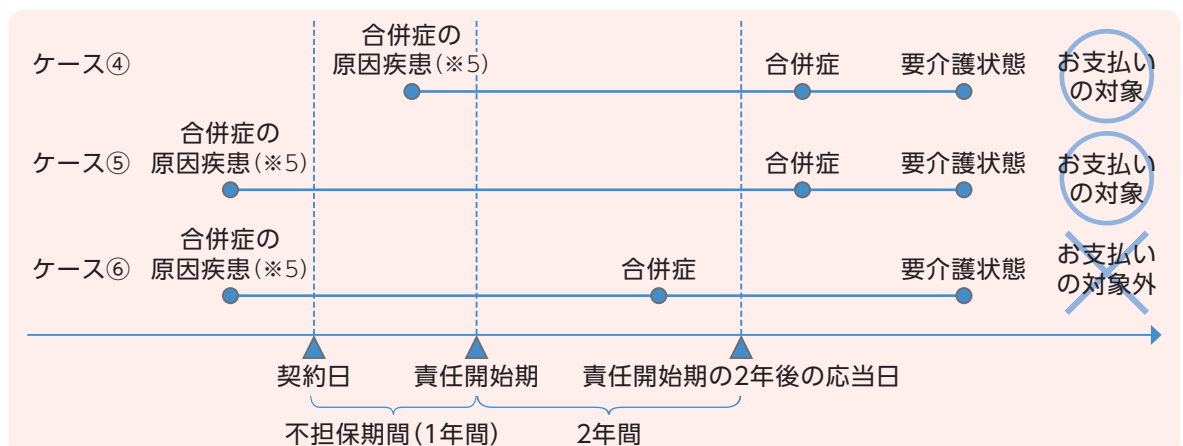 ケース④
合併症の
原因疾患(※5)
合併症
要介護状態
お支払い
の対象
ケース⑤
合併症の
原因疾患(※5)
合併症
要介護状態
お支払い
の対象
ケース⑥
合併症の
原因疾患(※5)
合併症
要介護状態
お支払い
の対象外
契約日
責任開始期
責任開始期の2年後の応当日
不担保期間(1年間)
2年間